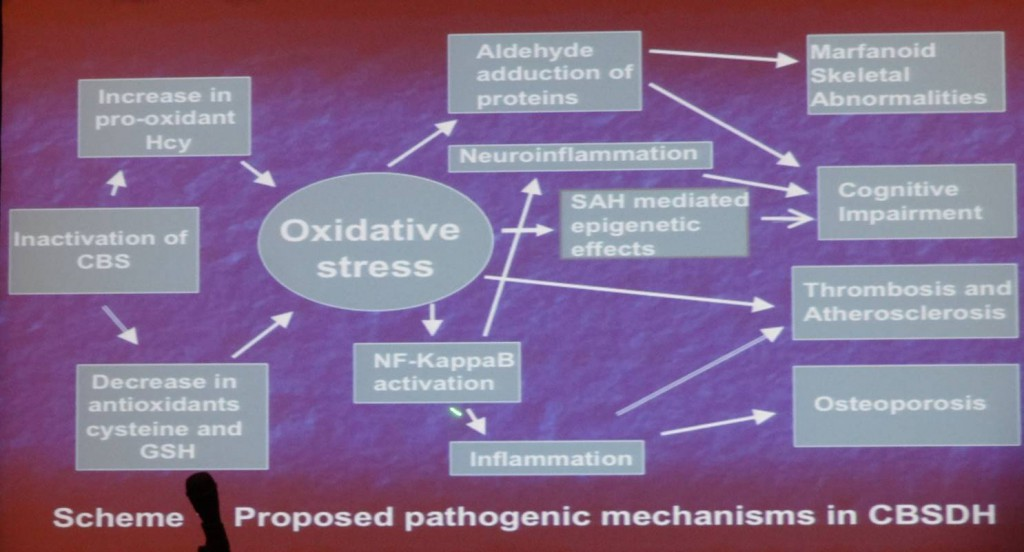 Increase in
pro-oxidant
Hcy
Inactivation of
CBS
Decrease in
antioxidants
cysteine and
GSH
Oxidative
stress
Aldehyde
adduction of
proteins
Neuroinflammation
SAH mediated
epigenetic
effects
NF-KappaB
activation
Inflammation
Marfanoid
Skeletal
Abnormalities
Cognitive
Impairment
Thrombosis and
Atherosclerosis
Osteoporosis
Scheme Proposed pathogenic mechanisms in CBSDH